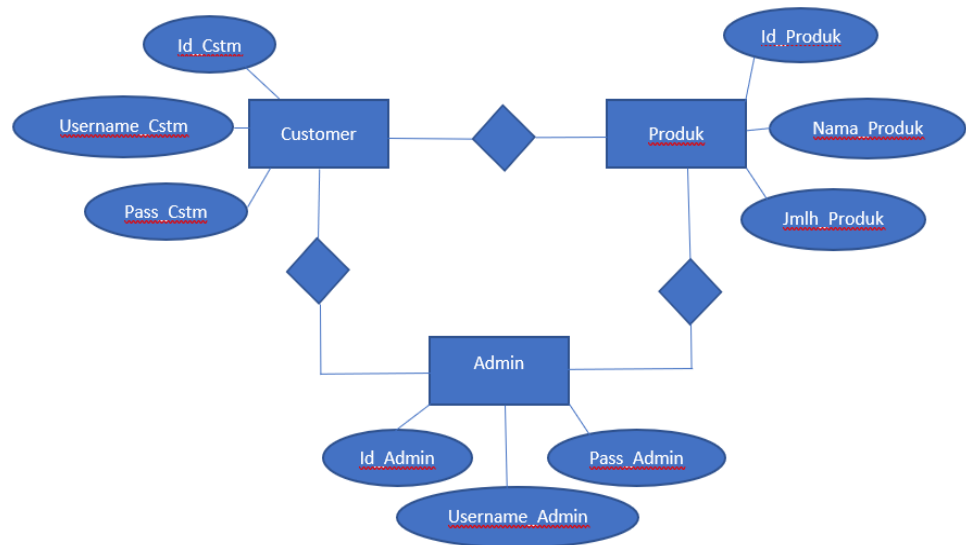 Id_Cstm
Id_Produk
Username_Cstm
Customer
Produk
Nama_Produk
Pass_Cstm
Jmlh_Produk
Admin
Id_Admin
Pass_Admin
Username_Admin